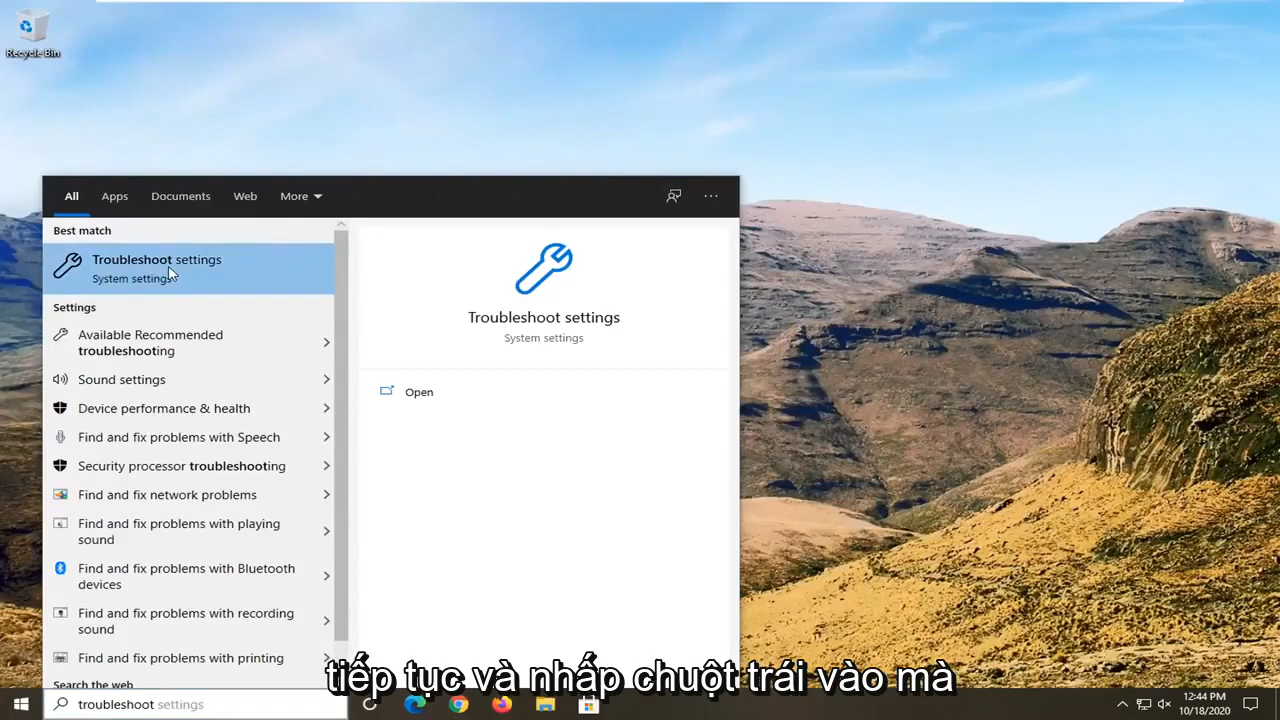 Recycle Bin
All Apps Documents Web More
Best match
Troubleshoot settings
System settings
Settings
Available Recommended
troubleshooting
Sound settings
Device performance & health
Find and fix problems with Speech
Security processor troubleshooting
Find and fix network problems
Find and fix problems with playing
sound
Find and fix problems with Bluetooth
devices
Find and fix problems with recording
sound
Find and fix problems with printing
Search the web
Troubleshoot settings
System settings
Open
tiếp tục và nhấp chuột trái vào mà
troubleshoot settings
12:44 PM
10/18/2020